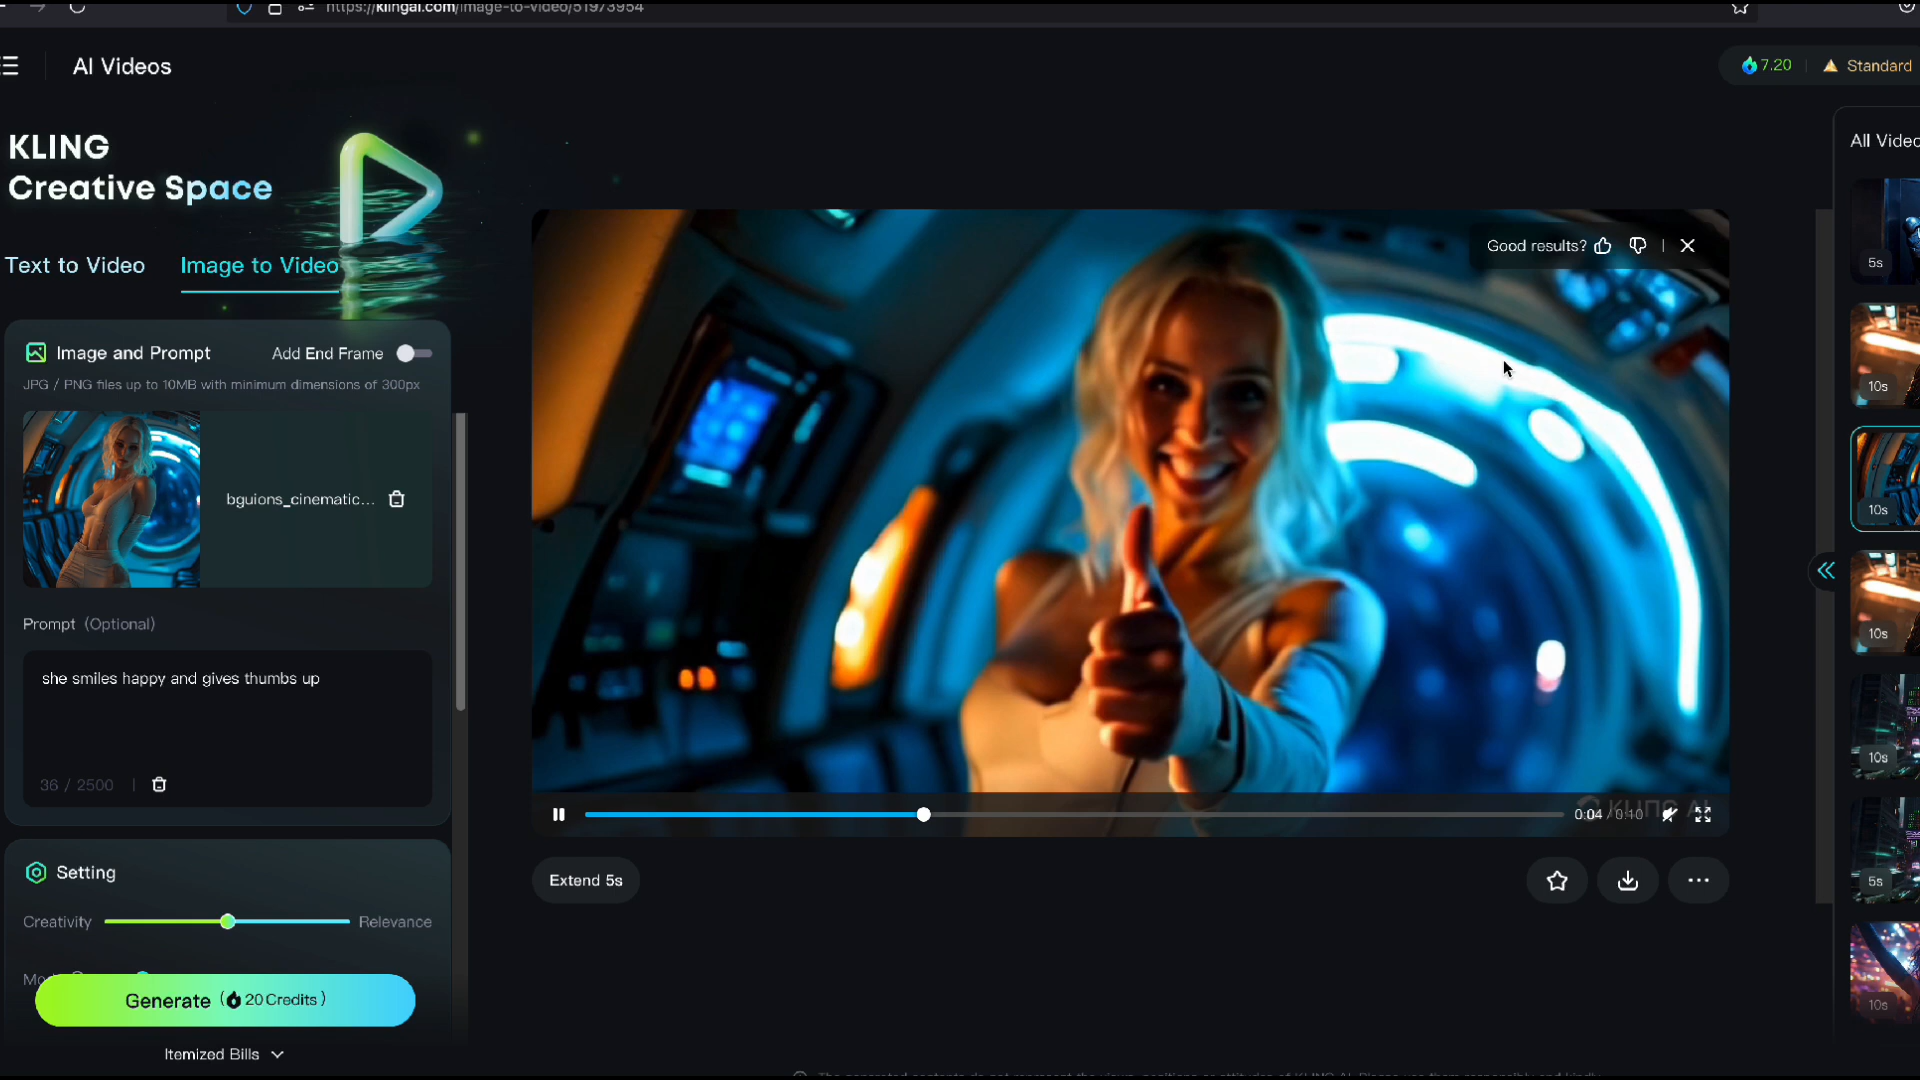 https://klingai.com/image-to-video/51973954
AI Videos
7.20
Standard
KLING
Creative Space
Text to Video
Image to Video
Image and Prompt
Add End Frame
JPG / PNG files up to 10MB with minimum dimensions of 300px
bguions_cinematic...
Prompt (Optional)
she smiles happy and gives thumbs up
36 / 2500
Setting
Creativity
Relevance
Generate ( 20 Credits )
Itemized Bills
Good results?
0:04 / 0:10
KLING AI
Extend 5s
All Video
5s
10s
10s
10s
10s
5s
10s